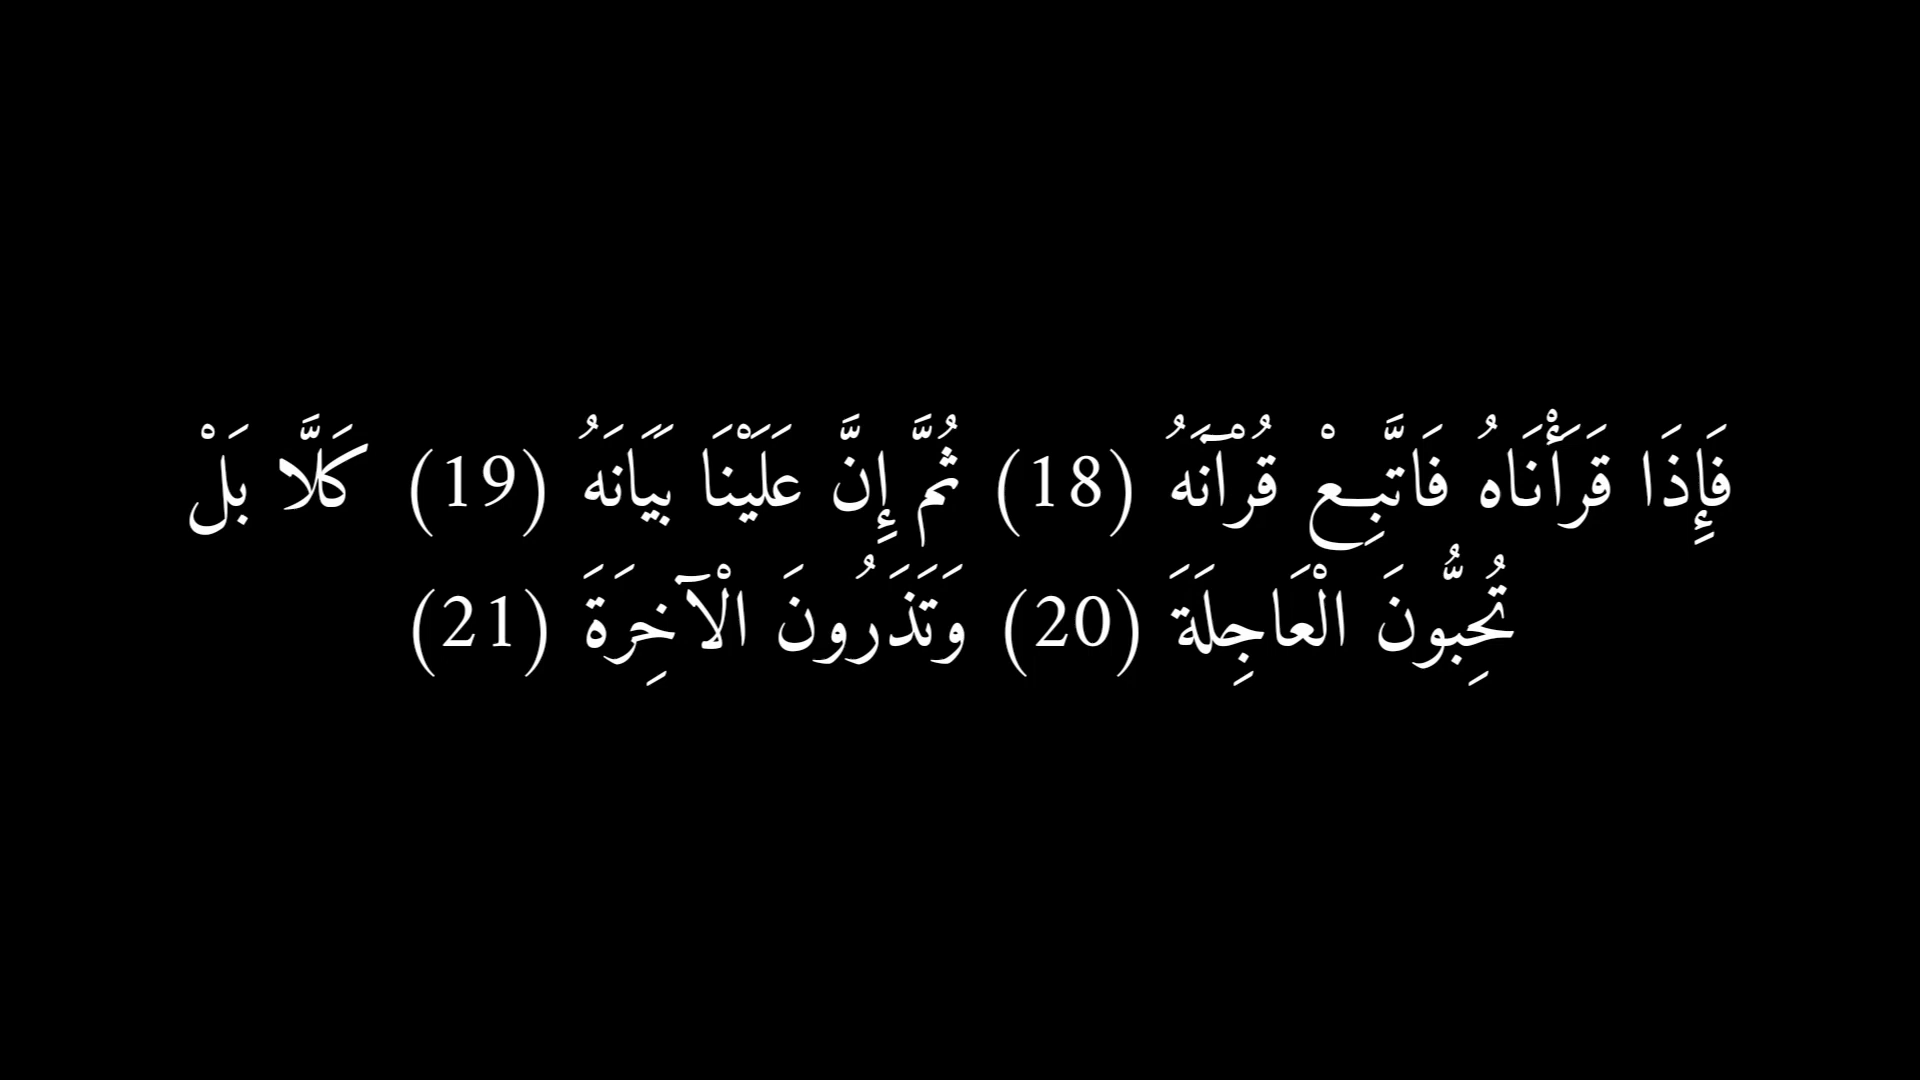 فَإِذَا قَرَأْنَاهُ فَاتَّبِعْ قُرْآنَهُ (18) ثُمَّ إِنَّ عَلَيْنَا بَيَانَهُ (19) كَلَّا بَلْ
تُحِبُّونَ الْعَاجِلَةَ (20) وَتَذَرُونَ الْآخِرَةَ (21)